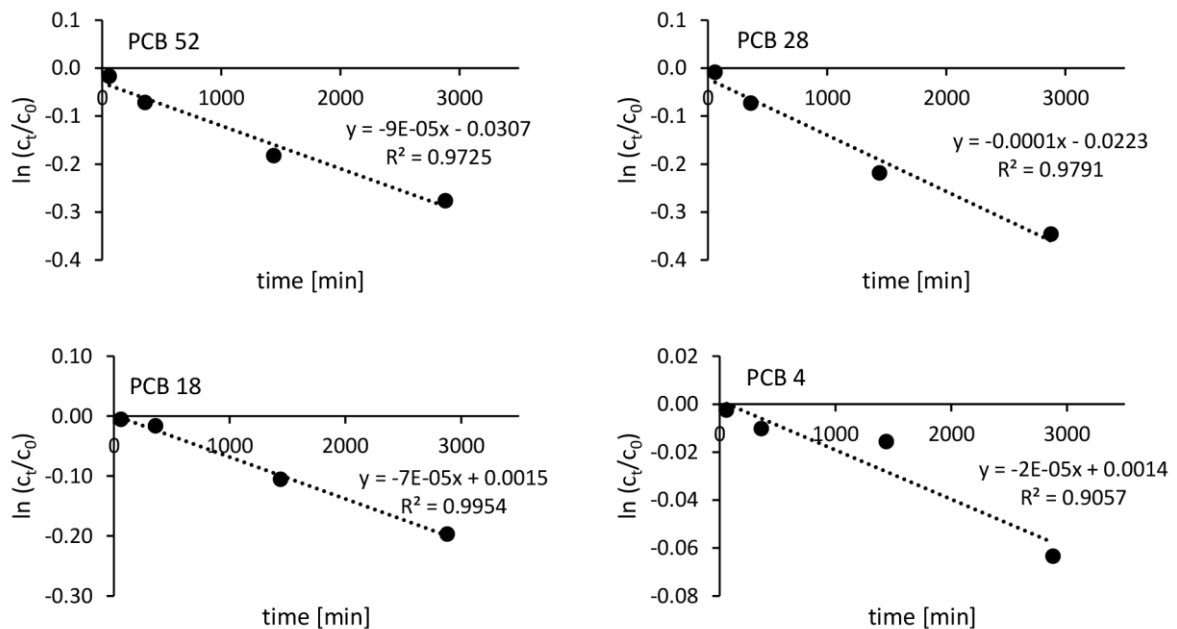 0.1
PCB 52
0.0
0 1000 2000 3000
-0.1
y = -9E-05x - 0.0307
R² = 0.9725
-0.2
-0.3
-0.4
ln (cₜ/c₀)
time [min]
0.1
PCB 28
0.0
0 1000 2000 3000
-0.1
y = -0.0001x - 0.0223
R² = 0.9791
-0.2
-0.3
-0.4
ln (cₜ/c₀)
time [min]
0.10
PCB 18
0.00
0 1000 2000 3000
-0.10
y = -7E-05x + 0.0015
R² = 0.9954
-0.20
-0.30
ln (cₜ/c₀)
time [min]
0.02
PCB 4
0.00
0 1000 2000 3000
-0.02
y = -2E-05x + 0.0014
R² = 0.9057
-0.04
-0.06
-0.08
ln (cₜ/c₀)
time [min]